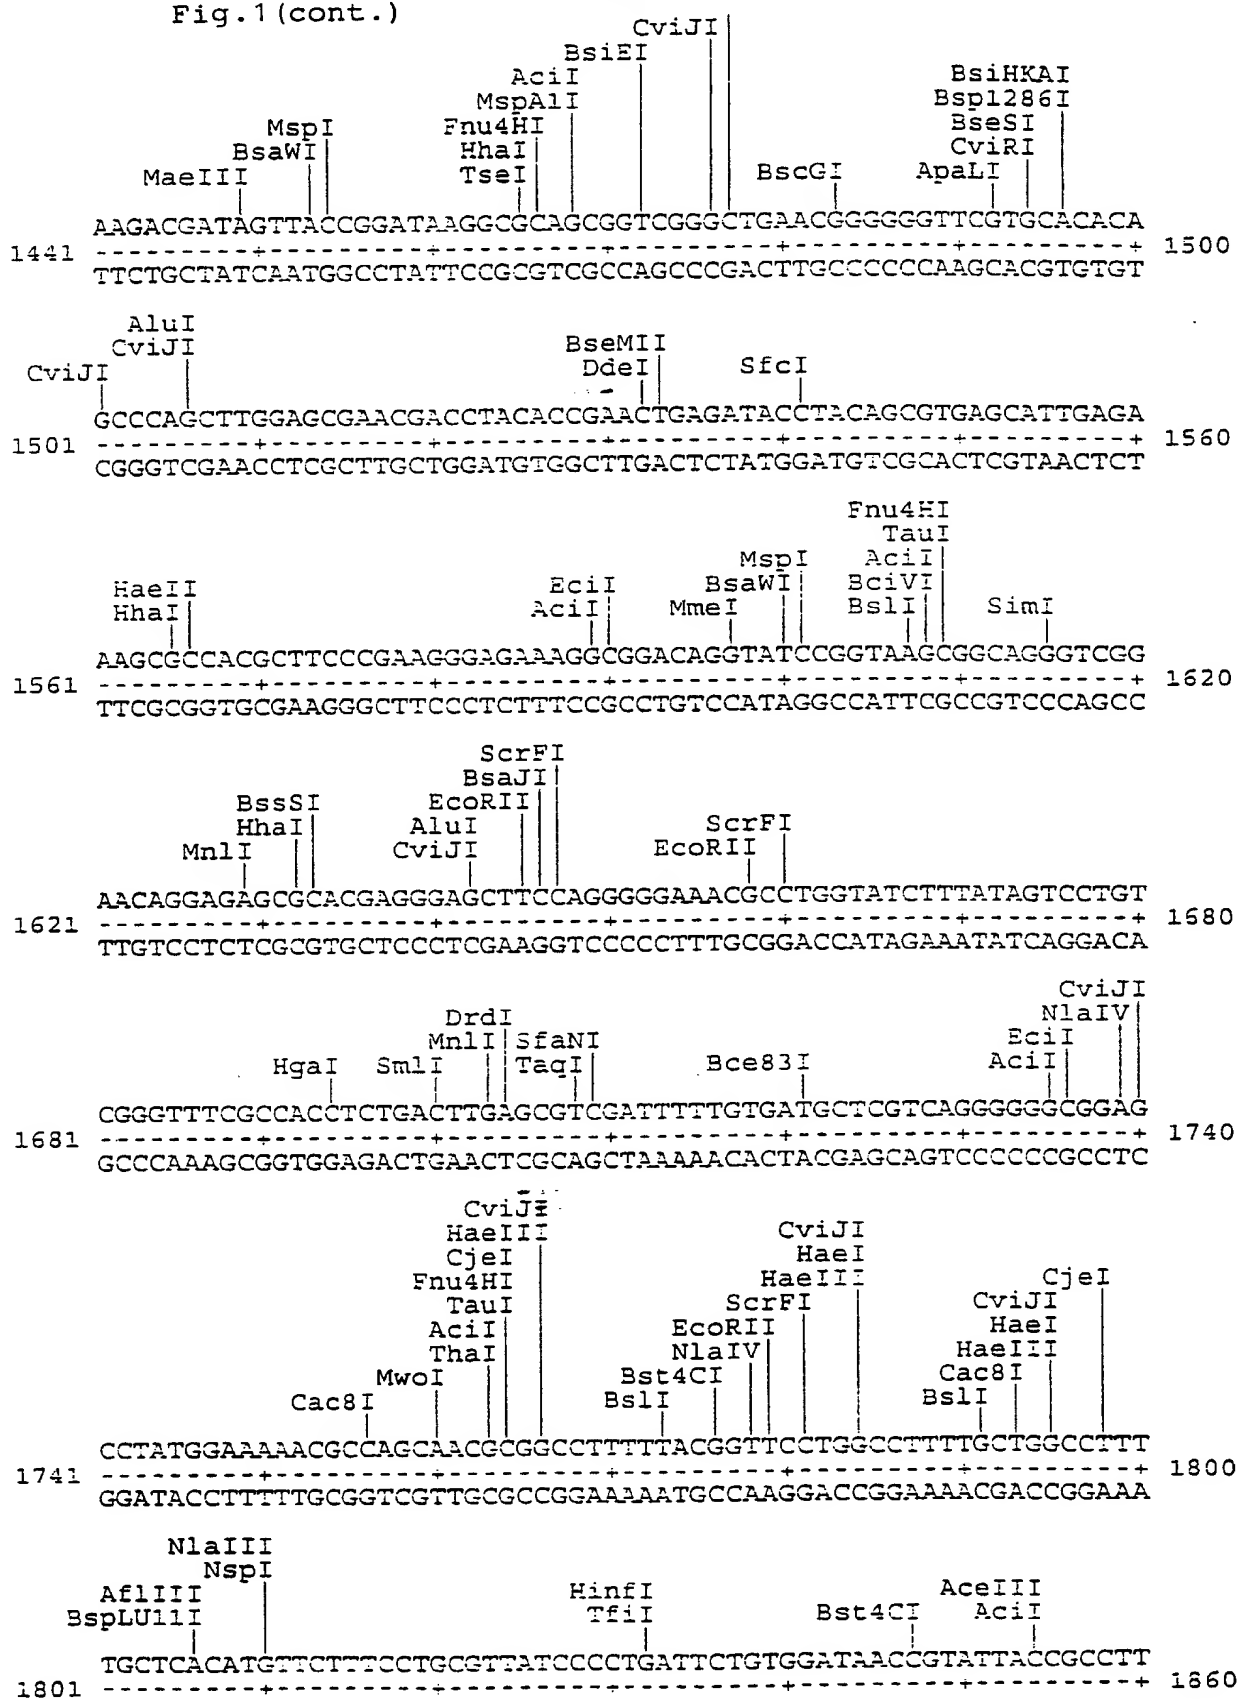 Fig.1(cont.)
CviJI
BsiEI
AciI
BsiHKAI
MspA1I
Bsp1286I
MspI
Fnu4HI
BseSI
BsaWI
HhaI
CviRI
MaeIII
TseI
BscGI
ApaLI
AAGACGATAGTTACCGGATAAGGCGCAGCGGTCGGGCTGAACGGGGGGTTCGTGCACACA
1441 ---------+---------+---------+---------+---------+---------+ 1500
TTCTGCTATCAATGGCCTATTCCGCGTCGCCAGCCCGACTTGCCCCCCAAGCACGTGTGT
AluI
CviJI
BseMII
CviJI
DdeI
SfcI
GCCCAGCTTGGAGCGAACGACCTACACCGAACTGAGATACCTACAGCGTGAGCATTGAGA
1501 ---------+---------+---------+---------+---------+---------+ 1560
CGGGTCGAACCTCGCTTGCTGGATGTGGCTTGACTCTATGGATGTCGCACTCGTAACTCT
Fnu4HI
TauI
MspI
AciI
HaeII
EciI
BsaWI
BciVI
HhaI
AciI
MmeI
BslI
SimI
AAGCGCCACGCTTCCCGAAGGGAGAAAGGCGGACAGGTATCCGGTAAGCGGCAGGGTCGG
1561 ---------+---------+---------+---------+---------+---------+ 1620
TTCGCGGTGCGAAGGGCTTCCCTCTTTCCGCCTGTCCATAGGCCATTCGCCGTCCCAGCC
ScrFI
BsaJI
BssSI
EcoRII
HhaI
AluI
ScrFI
MnlI
CviJI
EcoRII
AACAGGAGAGCGCACGAGGGAGCTTCCAGGGGGAAACGCCTGGTATCTTTATAGTCCTGT
1621 ---------+---------+---------+---------+---------+---------+ 1680
TTGTCCTCTCGCGTGCTCCCTCGAAGGTCCCCCTTTGCGGACCATAGAAATATCAGGACA
CviJI
DrdI
NlaIV
MnlI
SfaNI
EciI
HgaI
SmlI
TaqI
Bce83I
AciI
CGGGTTTCGCCACCTCTGACTTGAGCGTCGATTTTTGTGATGCTCGTCAGGGGGGCGGAG
1681 ---------+---------+---------+---------+---------+---------+ 1740
GCCCAAAGCGGTGGAGACTGAACTCGCAGCTAAAAACACTACGAGCAGTCCCCCCGCCTC
CviJI
HaeIII
CviJI
CjeI
HaeI
Fnu4HI
HaeIII
CjeI
TauI
ScrFI
CviJI
AciI
EcoRII
HaeI
ThaI
NlaIV
HaeIII
MwoI
Bst4CI
Cac8I
Cac8I
BslI
BslI
CCTATGGAAAAACGCCAGCAACGCGGCCTTTTTACGGTTCCTGGCCTTTTGCTGGCCTTT
1741 ---------+---------+---------+---------+---------+---------+ 1800
GGATACCTTTTTGCGGTCGTTGCGCCGGAAAAATGCCAAGGACCGGAAAACGACCGGAAA
NlaIII
NspI
AflIII
HinfI
AceIII
BspLU11I
TfiI
Bst4CI
AciI
TGCTCACATGTTCTTTCCTGCGTTATCCCCTGATTCTGTGGATAACCGTATTACCGCCTT
1801 ---------+---------+---------+---------+---------+---------+ 1860